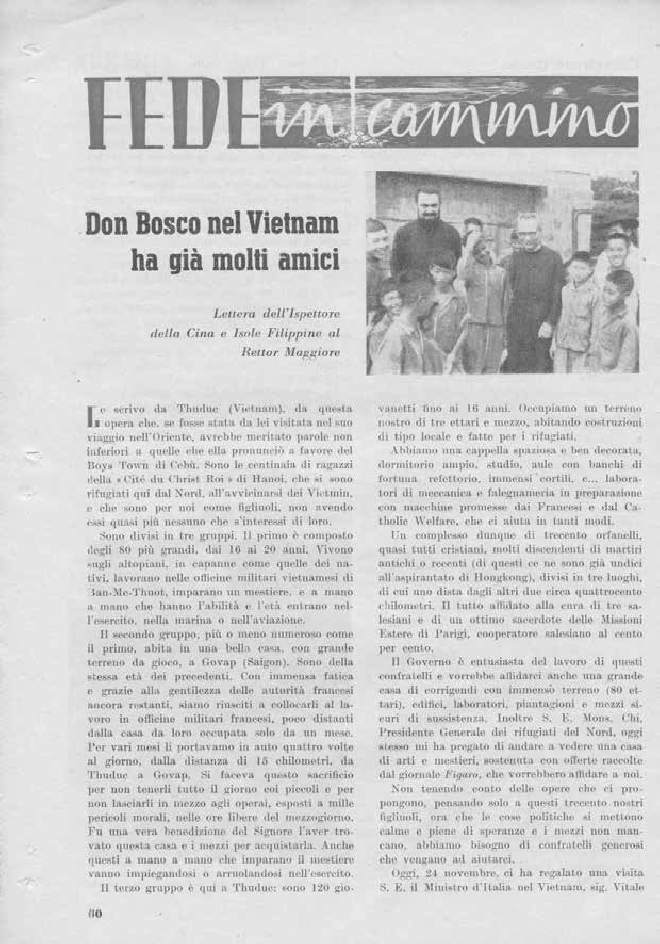 FEDE in cammino
Don Bosco nel Vietnam
ha già molti amici
Lettera dell'Ispettore
della Cina e Isole Filippine al
Rettor Maggiore
Le scrivo da Thuduc (Vietnam), da questa
opera che, se fosse stata da lei visitata nel suo
viaggio nell'Oriente, avrebbe meritato parole non
inferiori a quelle che ella pronunciò a favore del
Boys Town di Cebù. Sono le centinaia di ragazzi
della « Cité du Christ Roi » di Hanoi, che si sono
rifugiati qui dal Nord, all'avvicinarsi dei Vietmin,
e che sono per noi come figliuoli, non avendo
essi quasi più nessuno che s'interessi di loro.
Sono divisi in tre gruppi. Il primo è composto
degli 80 più grandi, dai 16 ai 20 anni. Vivono
sugli altopiani, in capanne come quelle dei na-
tivi, lavorano nelle officine militari vietnamesi di
Ban-Me-Thuot, imparano un mestiere, e a mano
a mano che hanno l'abilità e l'età entrano nel-
l'esercito, nella marina o nell'aviazione.
Il secondo gruppo, più o meno numeroso come
il primo, abita in una bella casa, con grande
terreno da gioco, a Govap (Saigon). Sono della
stessa età dei precedenti. Con immensa fatica
e grazie alla gentilezza delle autorità francesi
ancora restanti, siamo riusciti a collocarli al la-
voro in officine militari francesi, poco distanti
dalla casa da loro occupata solo da un mese.
Per vari mesi li portavamo in auto quattro volte
al giorno, dalla distanza di 15 chilometri, da
Thuduc a Govap. Si faceva questo sacrificio
per non tenerli tutto il giorno coi piccoli e per
non lasciarli in mezzo agli operai, esposti a mille
pericoli morali, nelle ore libere del mezzogiorno.
Fu una vera benedizione del Signore l'aver tro-
vato questa casa e i mezzi per acquistarla. Anche
questi a mano a mano che imparano il mestiere
vanno impiegandosi o arruolandosi nell'esercito.
Il terzo gruppo è qui a Thuduc: sono 120 gio-
vanetti fino ai 16 anni. Occupiamo un terreno
nostro di tre ettari e mezzo, abitando costruzioni
di tipo locale e fatte per i rifugiati.
Abbiamo una cappella spaziosa e ben decorata,
dormitorio ampio, studio, aule con banchi di
fortuna, refettorio, immensi cortili, e... labora-
tori di meccanica e falegnameria in preparazione
con macchine promesse dai Francesi e dal Ca-
tholic Welfare, che ci aiuta in tanti modi.
Un complesso dunque di trecento orfanelli,
quasi tutti cristiani, molti discendenti di martiri
antichi o recenti (di questi ce ne sono già undici
all'aspirantato di Hongkong), divisi in tre luoghi,
di cui uno dista dagli altri due circa quattrocento
chilometri. Il tutto affidato alla cura di tre sa-
lesiani e di un ottimo sacerdote delle Missioni
Estere di Parigi, cooperatore salesiano al cento
per cento.
Il Governo è entusiasta del lavoro di questi
confratelli e vorrebbe affidarci anche una grande
casa di corrigendi con immenso terreno (80 et-
tari), edifici, laboratori, piantagioni e mezzi si-
curi di sussistenza. Inoltre S. E. Mons. Chi,
Presidente Generale dei rifugiati del Nord, oggi
stesso mi ha pregato di andare a vedere una casa
di arti e mestieri, sostenuta con offerte raccolte
dal giornale Figaro, che vorrebbero affidare a noi.
Non tenendo conto delle opere che ci pro-
pongono, pensando solo a questi trecento nostri
figliuoli, ora che le cose politiche si mettono
calme e piene di speranze e i mezzi non man-
cano, abbiamo bisogno di confratelli generosi
che vengano ad aiutarci.
Oggi, 24 novembre, ci ha regalato una visita
S. E. il Ministro d'Italia nel Vietnam, sig. Vitale
60